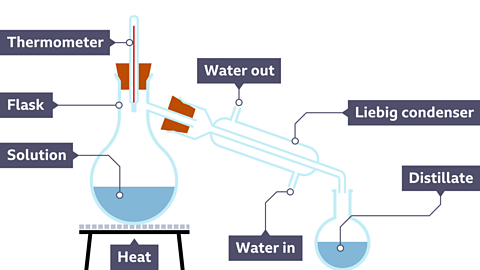 Thermometer
Water out
Flask
Liebig condenser
Solution
Distillate
Water in
Heat